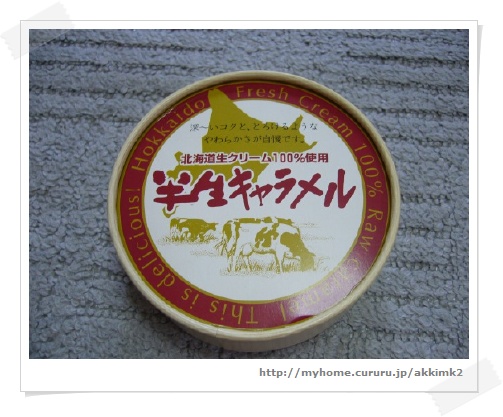 Hokkaido Fresh Cream 100% Raw caramel This is delicious!
深〜いコクと、とろけるような
やわらかさが自慢です。
北海道生クリーム100%使用
半生キャラメル
http://myhome.cururu.jp/akkimk2